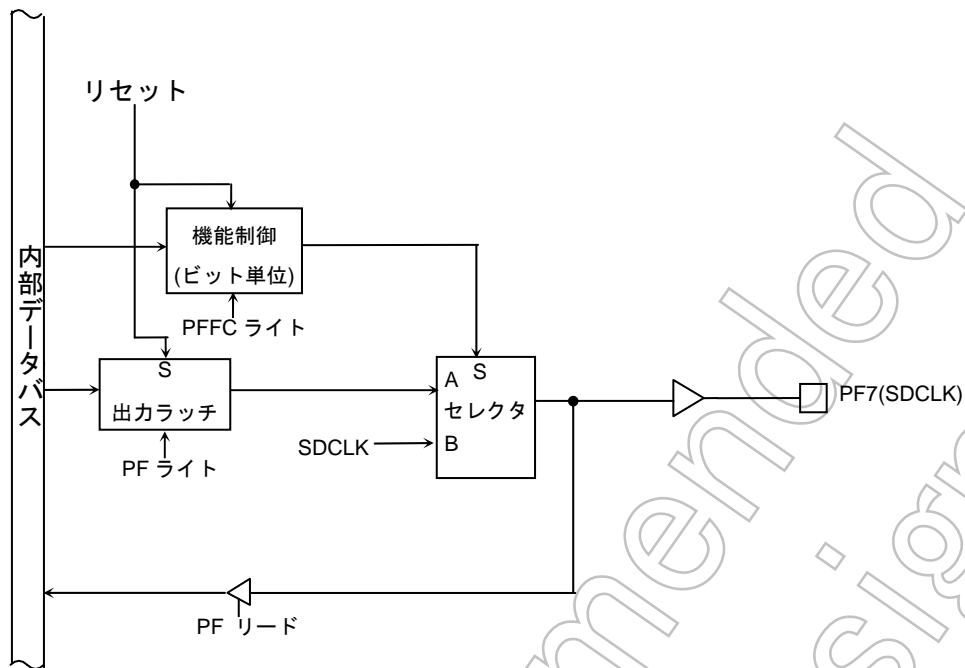 リセット
内部データバス
機能制御
(ビット単位)
PFFC ライト
S
出力ラッチ
PF ライト
A
S
セレクタ
B
SDCLK
PF7(SDCLK)
PF リード
mended
sign